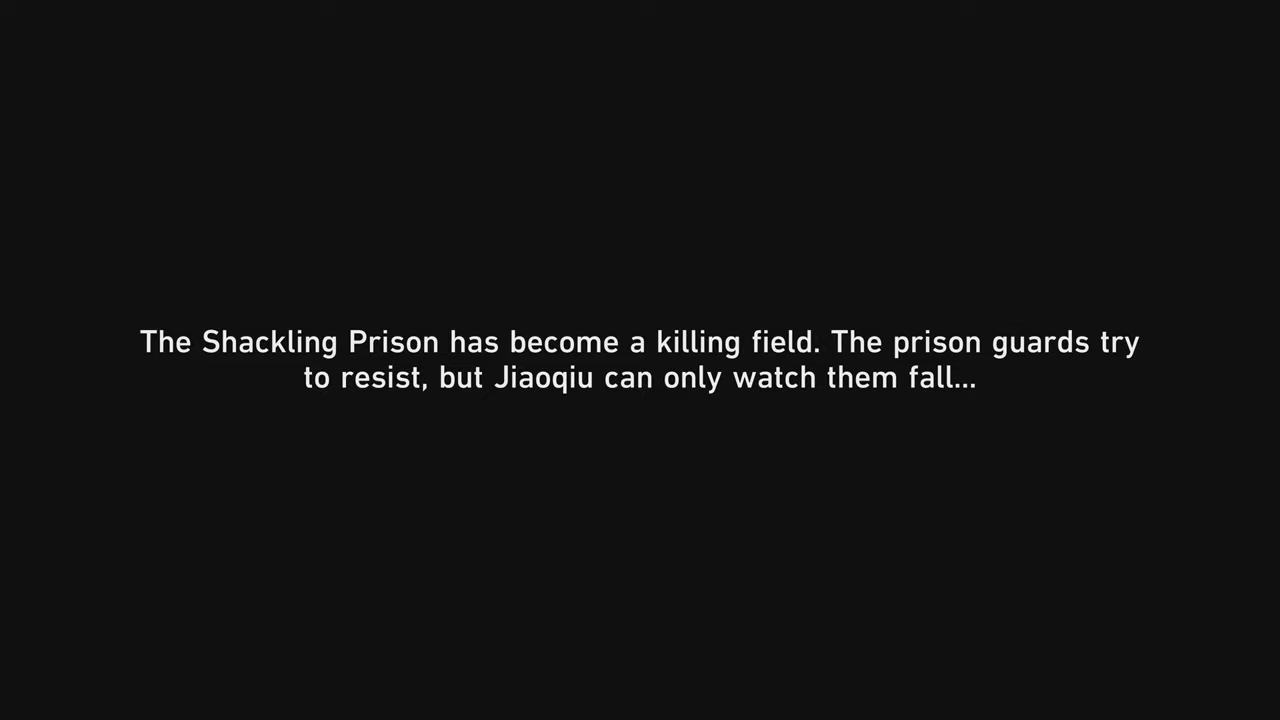 The Shackling Prison has become a killing field. The prison guards try
to resist, but Jiaoqiu can only watch them fall...